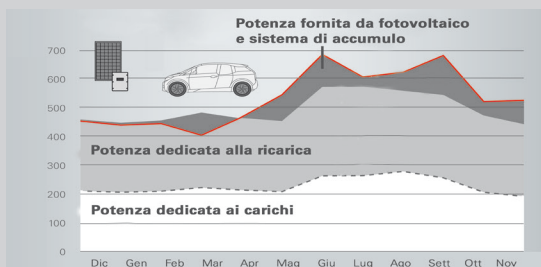 Potenza fornita da fotovoltaico
e sistema di accumulo
700
600
500
400
Potenza dedicata alla ricarica
300
200
Potenza dedicata ai carichi
100
0
Dic Gen Feb Mar Apr Mag Giu Lug Ago Sett Ott Nov